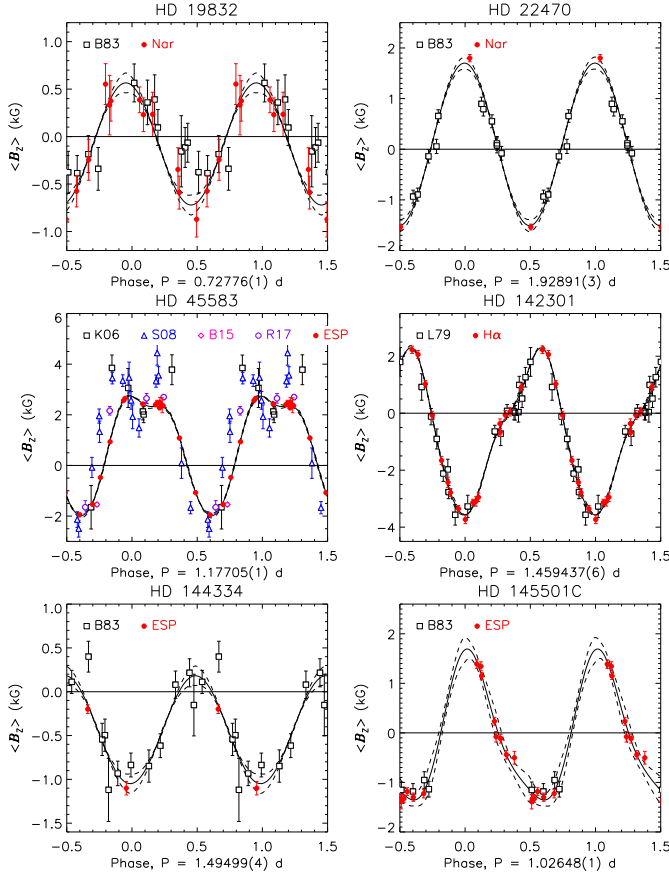 HD 19832
B83 Nar
1.0
0.5
0.0
−0.5
−1.0
<Bz> (kG)
−0.5 0.0 0.5 1.0 1.5
Phase, P = 0.72776(1) d
HD 22470
B83 Nar
2
1
0
−1
−2
<Bz> (kG)
−0.5 0.0 0.5 1.0 1.5
Phase, P = 1.92891(3) d
HD 45583
K06 S08 B15 R17 ESP
6
4
2
0
−2
<Bz> (kG)
−0.5 0.0 0.5 1.0 1.5
Phase, P = 1.17705(1) d
HD 142301
L79 Hα
2
0
−2
−4
<Bz> (kG)
−0.5 0.0 0.5 1.0 1.5
Phase, P = 1.459437(6) d
HD 144334
B83 ESP
1.0
0.5
0.0
−0.5
−1.0
−1.5
<Bz> (kG)
−0.5 0.0 0.5 1.0 1.5
Phase, P = 1.49499(4) d
HD 145501C
B83 ESP
2
1
0
−1
−2
<Bz> (kG)
−0.5 0.0 0.5 1.0 1.5
Phase, P = 1.02648(1) d